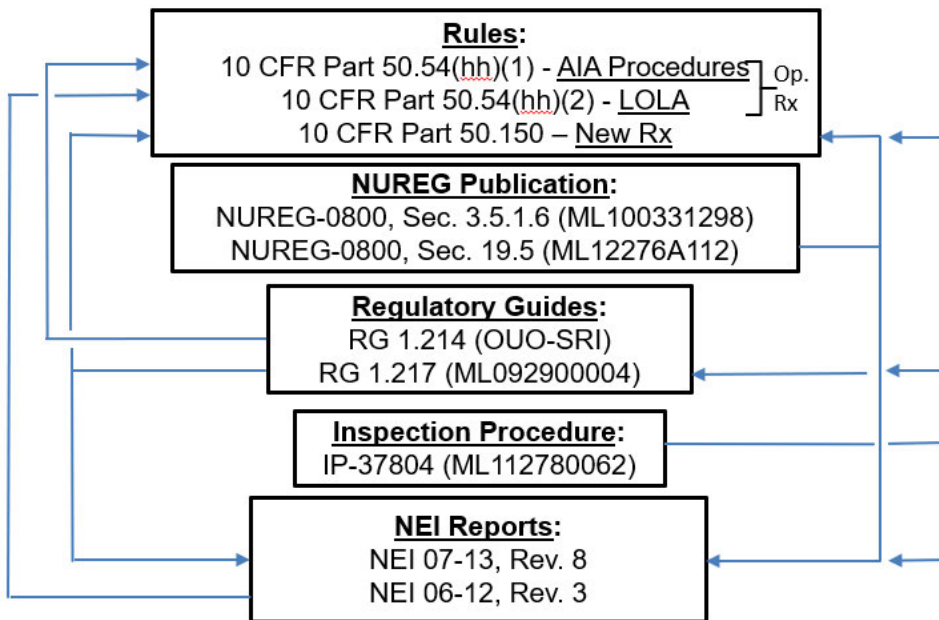 Rules:
10 CFR Part 50.54(hh)(1) - AIA Procedures
10 CFR Part 50.54(hh)(2) - LOLA
10 CFR Part 50.150 – New Rx
Op.
Rx
NUREG Publication:
NUREG-0800, Sec. 3.5.1.6 (ML100331298)
NUREG-0800, Sec. 19.5 (ML12276A112)
Regulatory Guides:
RG 1.214 (OUO-SRI)
RG 1.217 (ML092900004)
Inspection Procedure:
IP-37804 (ML112780062)
NEI Reports:
NEI 07-13, Rev. 8
NEI 06-12, Rev. 3